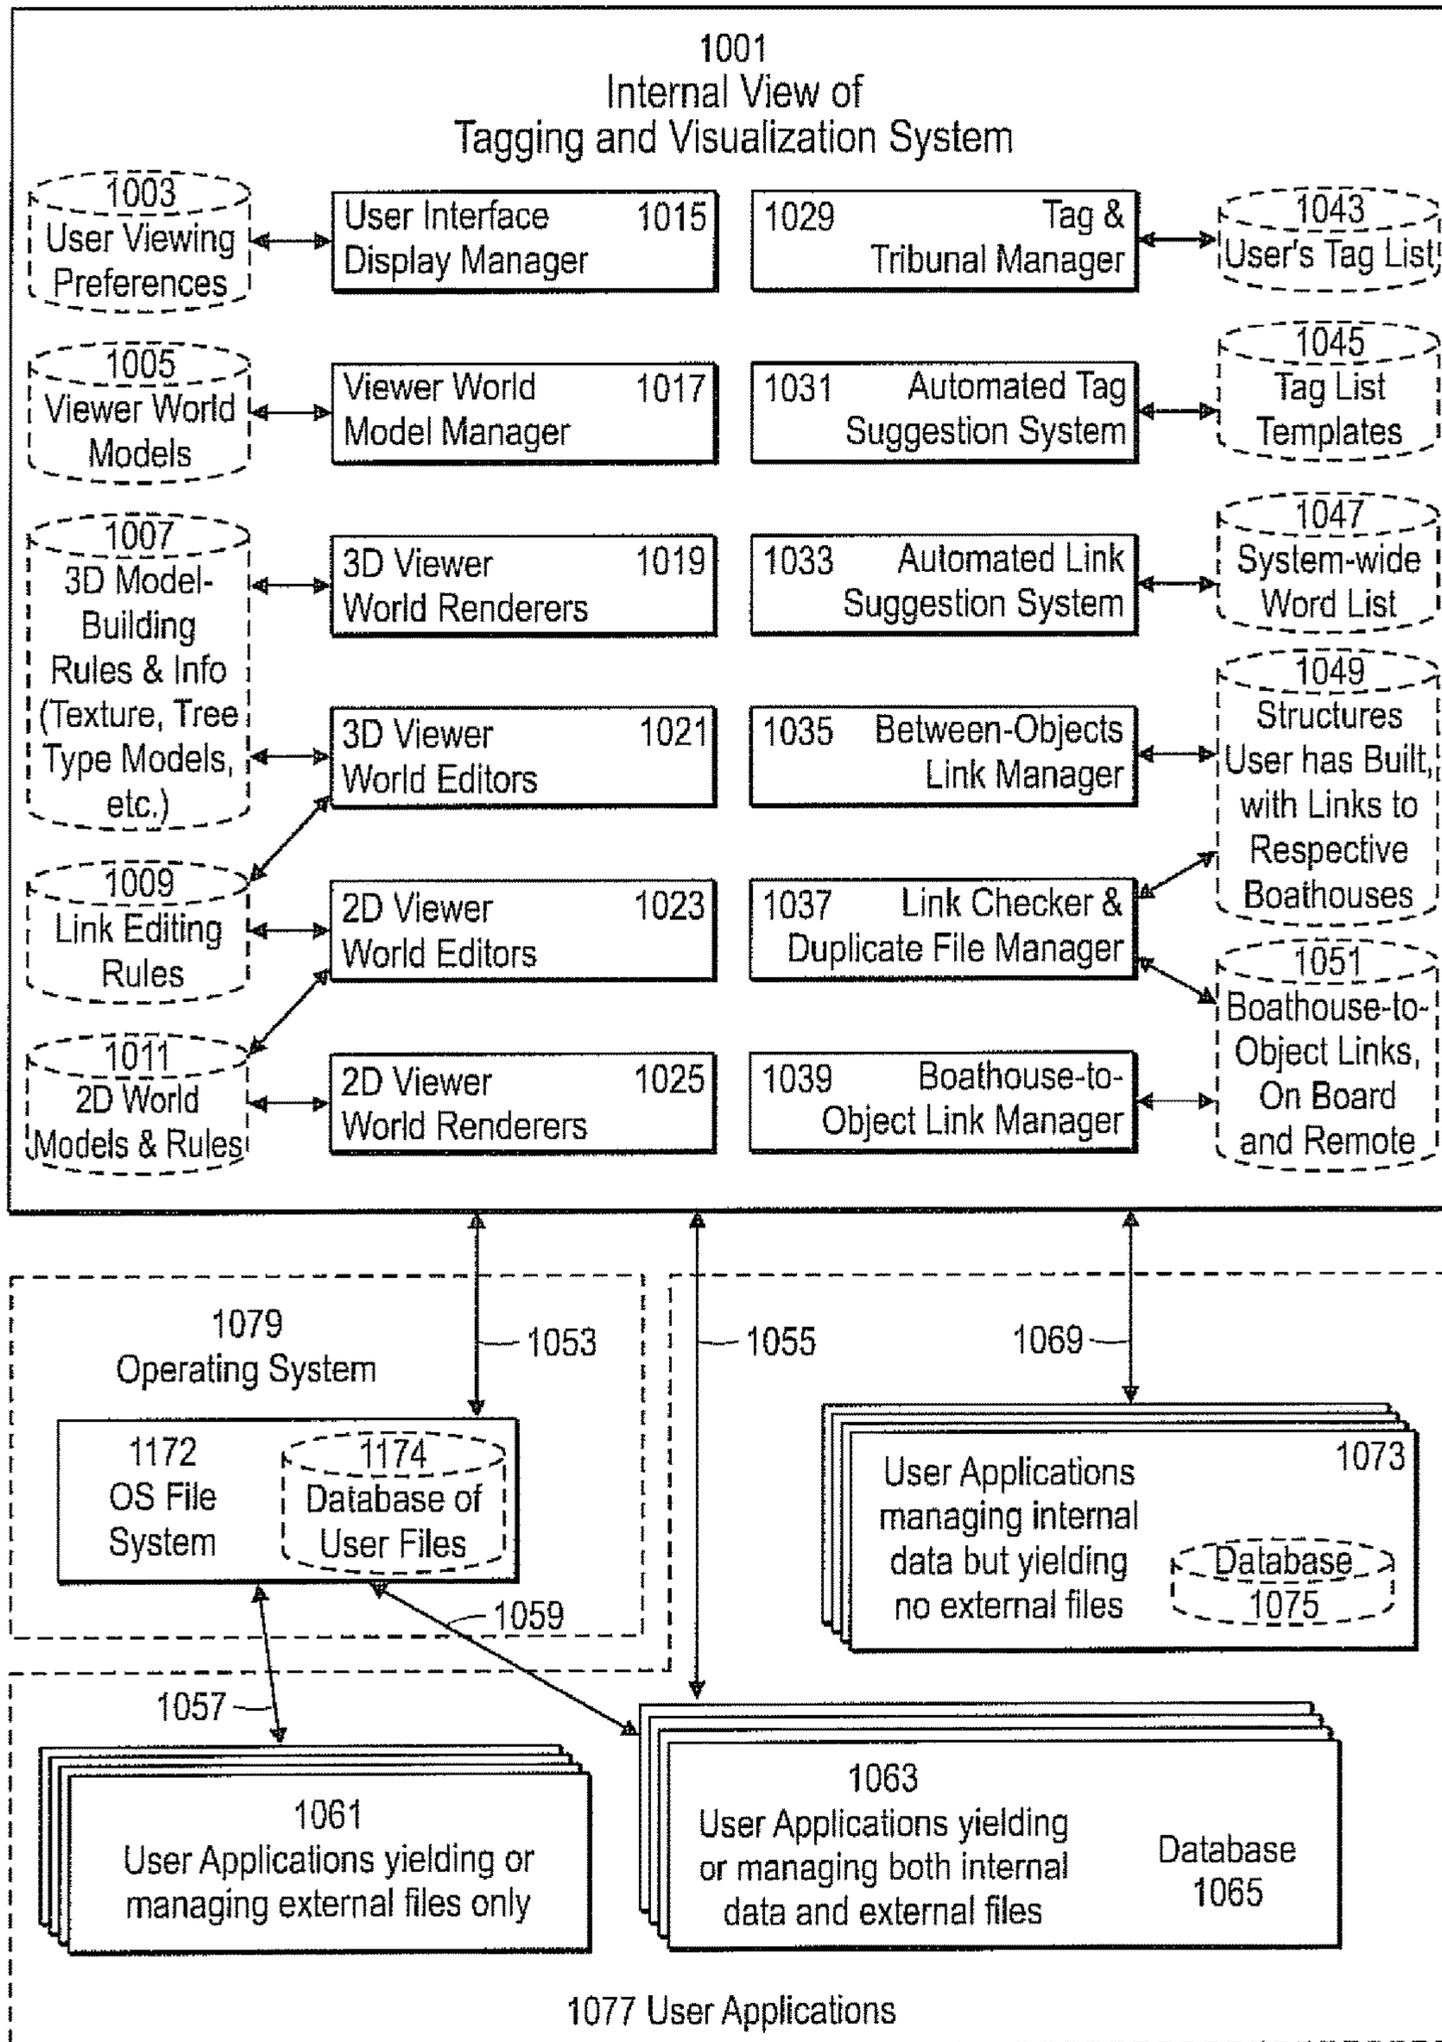 1001
Internal View of
Tagging and Visualization System
1003
User Viewing
Preferences
User Interface 1015
Display Manager
1029 Tag &
Tribunal Manager
1043
User's Tag List
1005
Viewer World
Models
Viewer World 1017
Model Manager
1031 Automated Tag
Suggestion System
1045
Tag List
Templates
1007
3D Model-
Building
Rules & Info
(Texture, Tree
Type Models,
etc.)
3D Viewer 1019
World Renderers
1033 Automated Link
Suggestion System
1047
System-wide
Word List
3D Viewer 1021
World Editors
1035 Between-Objects
Link Manager
1049
Structures
User has Built,
with Links to
Respective
Boathouses
1009
Link Editing
Rules
2D Viewer 1023
World Editors
1037 Link Checker &
Duplicate File Manager
1011
2D World
Models & Rules
2D Viewer 1025
World Renderers
1039 Boathouse-to-
Object Link Manager
1051
Boathouse-to-
Object Links,
On Board
and Remote
1079
Operating System
1053
1055
1069
1172
OS File
System
1174
Database of
User Files
1073
User Applications
managing internal
data but yielding
no external files
Database
1075
1059
1057
1061
User Applications yielding or
managing external files only
1063
User Applications yielding
or managing both internal
data and external files
Database
1065
1077 User Applications